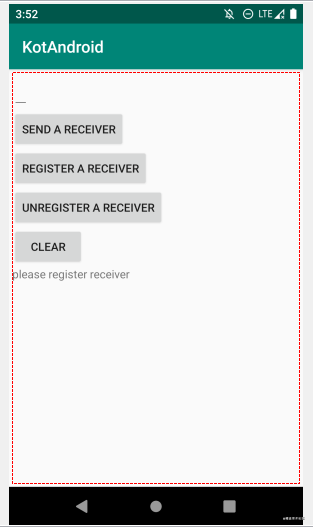 3:52
LTE
KotAndroid
SEND A RECEIVER
REGISTER A RECEIVER
UNREGISTER A RECEIVER
CLEAR
please register receiver